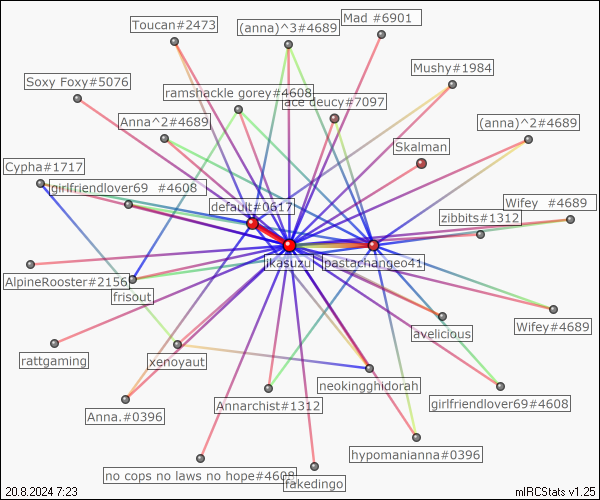 Toucan#2473
(anna)^3#4689
Mad #6901
Soxy Foxy#5076
Mushy#1984
ramshackle gorey#4608
ace deucy#7097
Anna^2#4689
(anna)^2#4689
Skalman
Cypha#1717
girlfriendlover69 #4608
default#0617
Wifey #4689
zibbits#1312
ikasuzu
pastachangeo41
AlpineRooster#2156
frisout
avelicious
Wifey#4689
rattgaming
xenoyaut
neokingghidorah
Anna.#0396
Annarchist#1312
girlfriendlover69#4608
hypomanianna#0396
no cops no laws no hope#4608
fakedingo
20.8.2024 7:23
mIRCStats v1.25